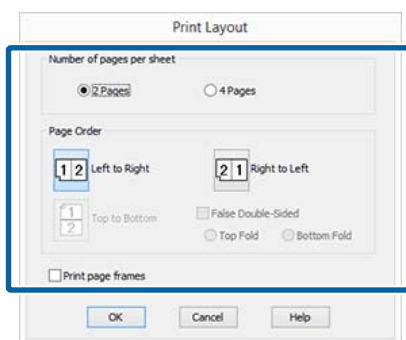 Print Layout
Number of pages per sheet
2 Pages 4 Pages
Page Order
1 2 Left to Right 2 1 Right to Left
1 Top to Bottom False Double-Sided
2 Top Fold Bottom Fold
Print page frames
OK Cancel Help